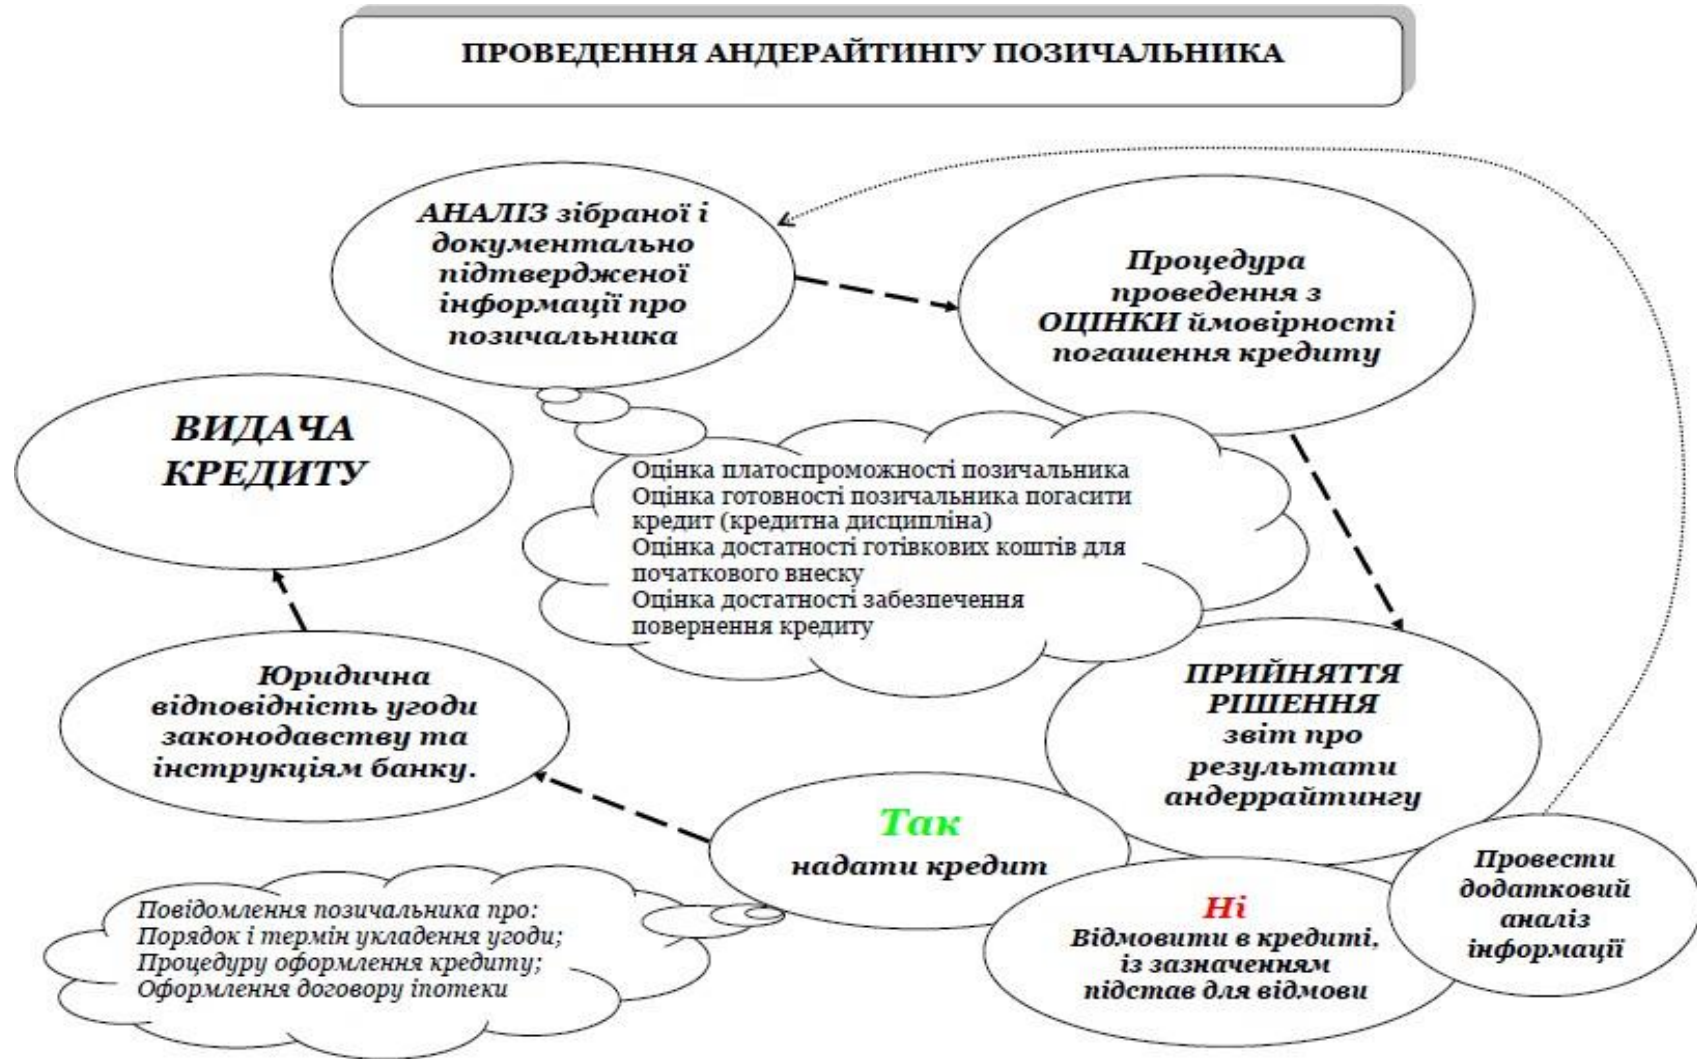 ПРОВЕДЕННЯ АНДЕРАЙТИНГУ ПОЗИЧАЛЬНИКА
АНАЛІЗ зібраної і
документально
підтвердженої
інформації про
позичальника
Процедура
проведення з
ОЦІНКИ ймовірності
погашення кредиту
ВИДАЧА
КРЕДИТУ
Оцінка платоспроможності позичальника
Оцінка готовності позичальника погасити
кредит (кредитна дисципліна)
Оцінка достатності готівкових коштів для
початкового внеску
Оцінка достатності забезпечення
повернення кредиту
Юридична
відповідність угоди
законодавству та
інструкціям банку.
ПРИЙНЯТТЯ
РІШЕННЯ
звіт про
результати
андеррайтингу
Так
надати кредит
Ні
Відмовити в кредиті,
із зазначенням
підстав для відмови
Провести
додатковий
аналіз
інформації
Повідомлення позичальника про:
Порядок і термін укладення угоди;
Процедуру оформлення кредиту;
Оформлення договору іпотеки